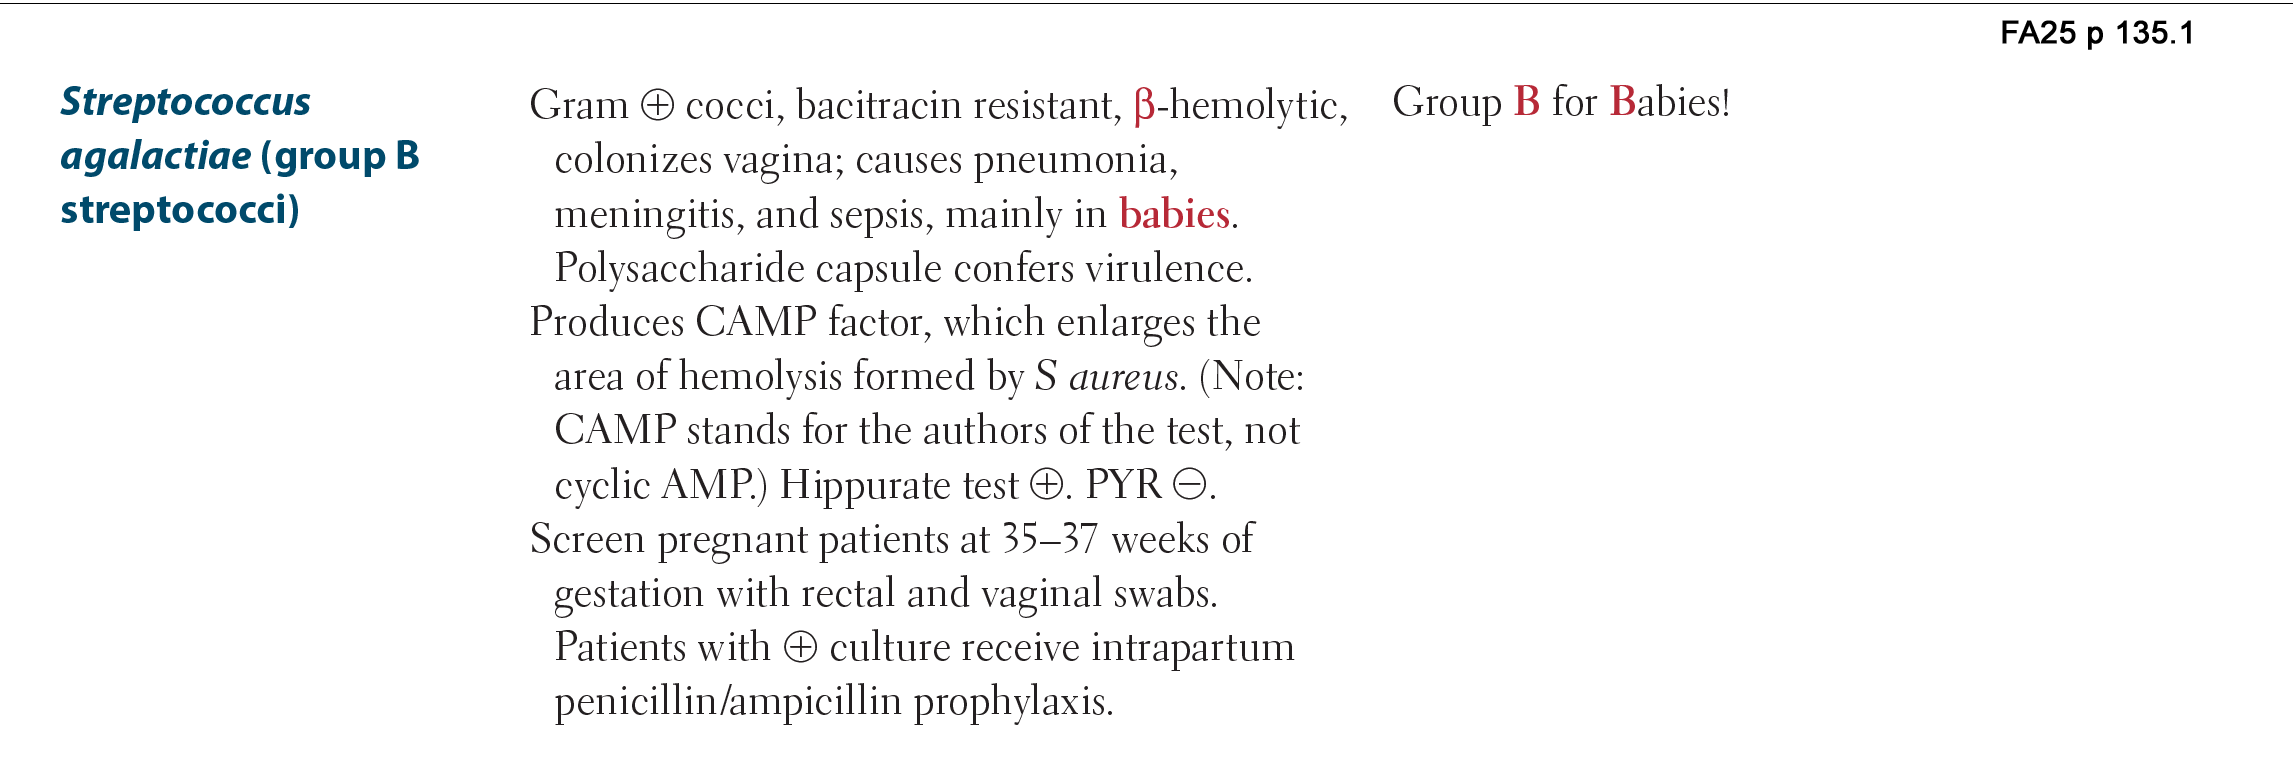 FA25 p 135.1
Streptococcus
agalactiae (group B
streptococci)
Gram ⊕ cocci, bacitracin resistant, β-hemolytic,
colonizes vagina; causes pneumonia,
meningitis, and sepsis, mainly in babies.
Polysaccharide capsule confers virulence.
Produces CAMP factor, which enlarges the
area of hemolysis formed by S aureus. (Note:
CAMP stands for the authors of the test, not
cyclic AMP.) Hippurate test ⊕. PYR ⊖.
Screen pregnant patients at 35–37 weeks of
gestation with rectal and vaginal swabs.
Patients with ⊕ culture receive intrapartum
penicillin/ampicillin prophylaxis.
Group B for Babies!